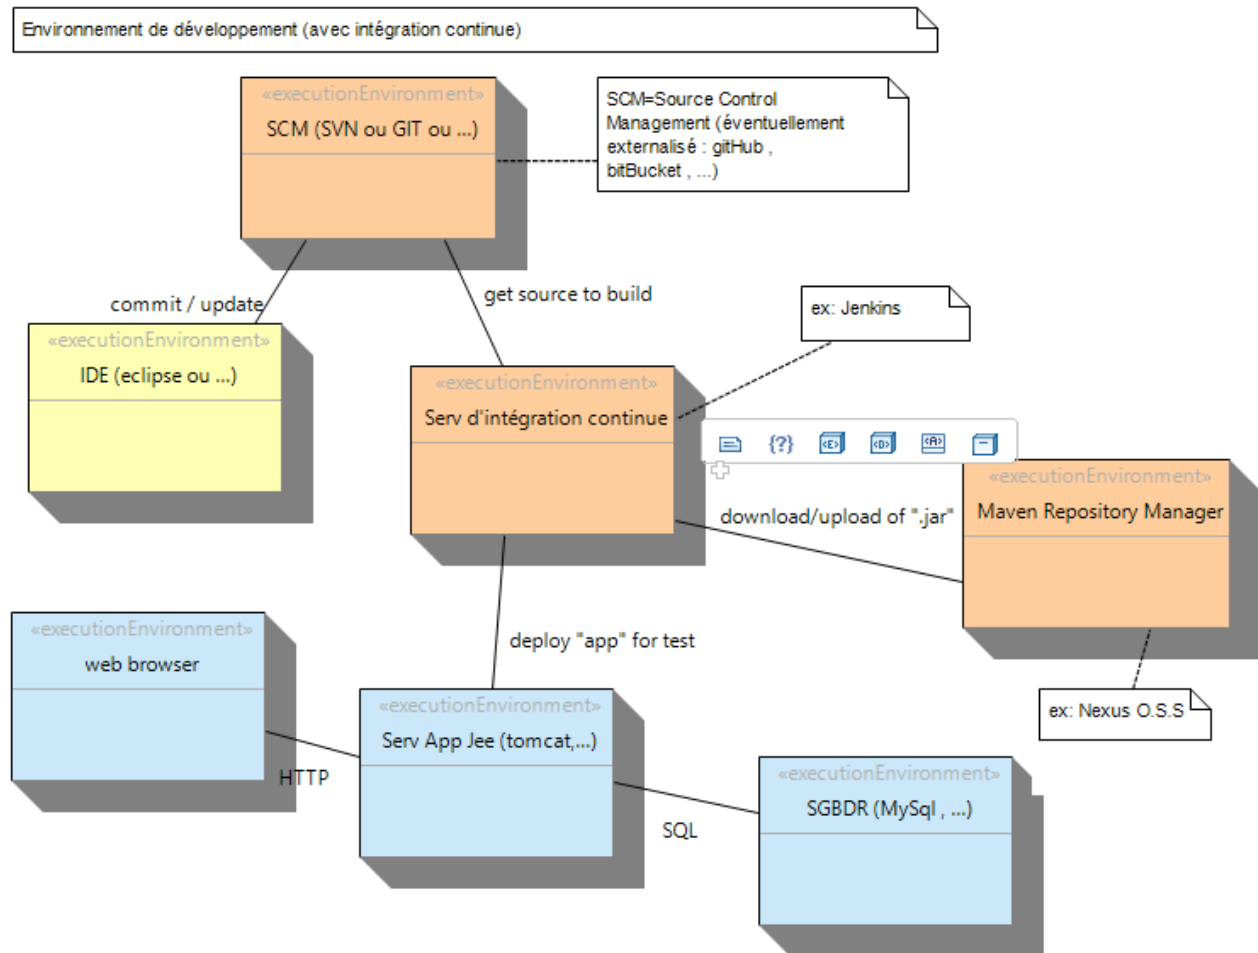 Environnement de développement (avec intégration continue)
«executionEnvironment»
SCM (SVN ou GIT ou ...)
SCM=Source Control
Management (éventuellement
externalisé : gitHub ,
bitBucket , ...)
commit / update
get source to build
ex: Jenkins
«executionEnvironment»
IDE (eclipse ou ...)
«executionEnvironment»
Serv d'intégration continue
{?}
«E»
«D»
«A»
«executionEnvironment»
Maven Repository Manager
download/upload of ".jar"
deploy "app" for test
«executionEnvironment»
web browser
ex: Nexus O.S.S
«executionEnvironment»
Serv App Jee (tomcat,...)
HTTP
«executionEnvironment»
SGBDR (MySql , ...)
SQL